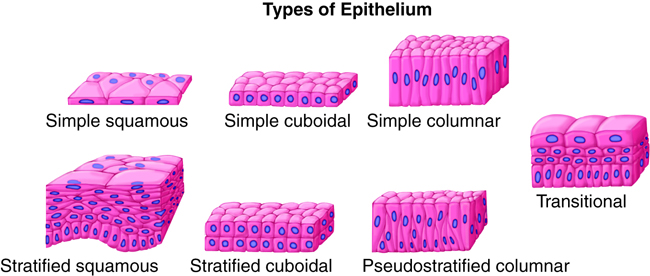 Types of Epithelium
Simple squamous
Simple cuboidal
Simple columnar
Transitional
Stratified squamous
Stratified cuboidal
Pseudostratified columnar